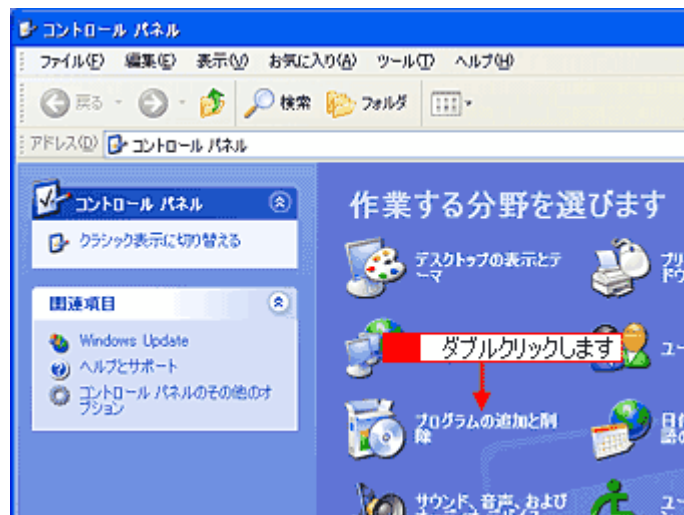 コントロール パネル
ファイル(F) 編集(E) 表示(V) お気に入り(A) ツール(T) ヘルプ(H)
戻る 検索 フォルダ
アドレス(D) コントロール パネル
コントロール パネル
クラシック表示に切り替える
関連項目
Windows Update
ヘルプとサポート
コントロール パネルのその他のオ
プション
作業する分野を選びます
デスクトップの表示とテ
ーマ
ダブルクリックします
プログラムの追加と削
除
サウンド、音声、および